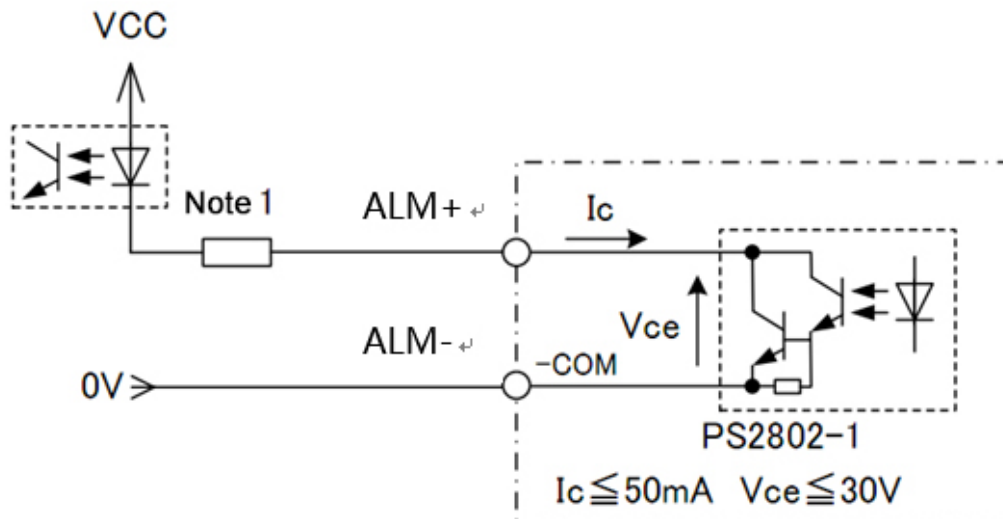 VCC
Note 1
ALM+ ↵
Ic
Vce
ALM- ↵
-COM
0V
PS2802-1
Ic≦50mA Vce≦30V